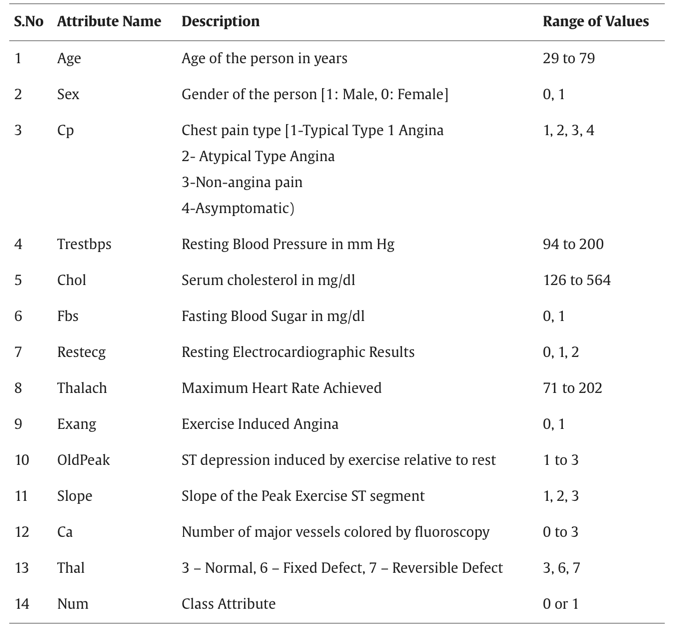 S.No Attribute Name Description Range of Values
1 Age Age of the person in years 29 to 79
2 Sex Gender of the person [1: Male, 0: Female] 0, 1
3 Cp Chest pain type [1-Typical Type 1 Angina 1, 2, 3, 4
2- Atypical Type Angina
3-Non-angina pain
4-Asymptomatic)
4 Trestbps Resting Blood Pressure in mm Hg 94 to 200
5 Chol Serum cholesterol in mg/dl 126 to 564
6 Fbs Fasting Blood Sugar in mg/dl 0, 1
7 Restecg Resting Electrocardiographic Results 0, 1, 2
8 Thalach Maximum Heart Rate Achieved 71 to 202
9 Exang Exercise Induced Angina 0, 1
10 OldPeak ST depression induced by exercise relative to rest 1 to 3
11 Slope Slope of the Peak Exercise ST segment 1, 2, 3
12 Ca Number of major vessels colored by fluoroscopy 0 to 3
13 Thal 3 – Normal, 6 – Fixed Defect, 7 – Reversible Defect 3, 6, 7
14 Num Class Attribute 0 or 1